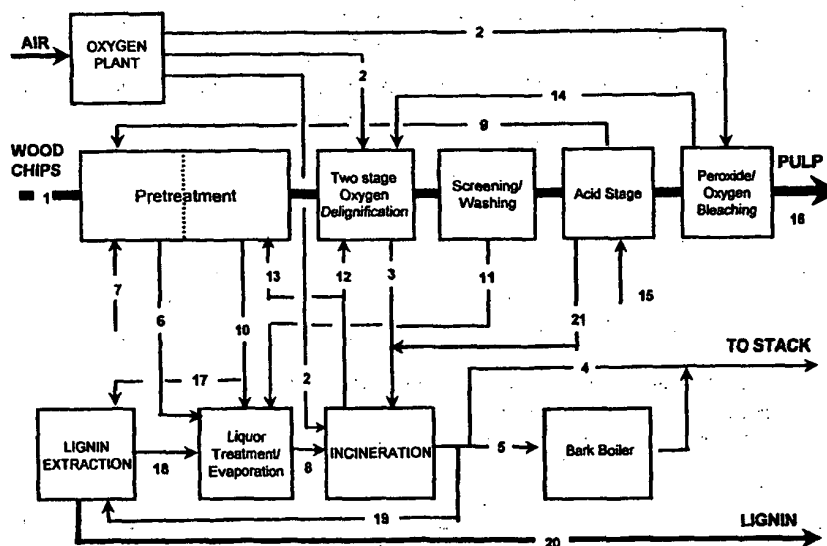 AIR
OXYGEN
PLANT
2
2
14
9
WOOD
CHIPS
1
Pretreatment
Two stage
Oxygen
Delignification
Screening/
Washing
Acid Stage
Peroxide/
Oxygen
Bleaching
PULP
16
7
6
10
13
12
3
11
21
15
2
17
4
TO STACK
LIGNIN
EXTRACTION
18
Liquor
Treatment/
Evaporation
8
INCINERATION
5
Bark Boiler
19
20
LIGNIN